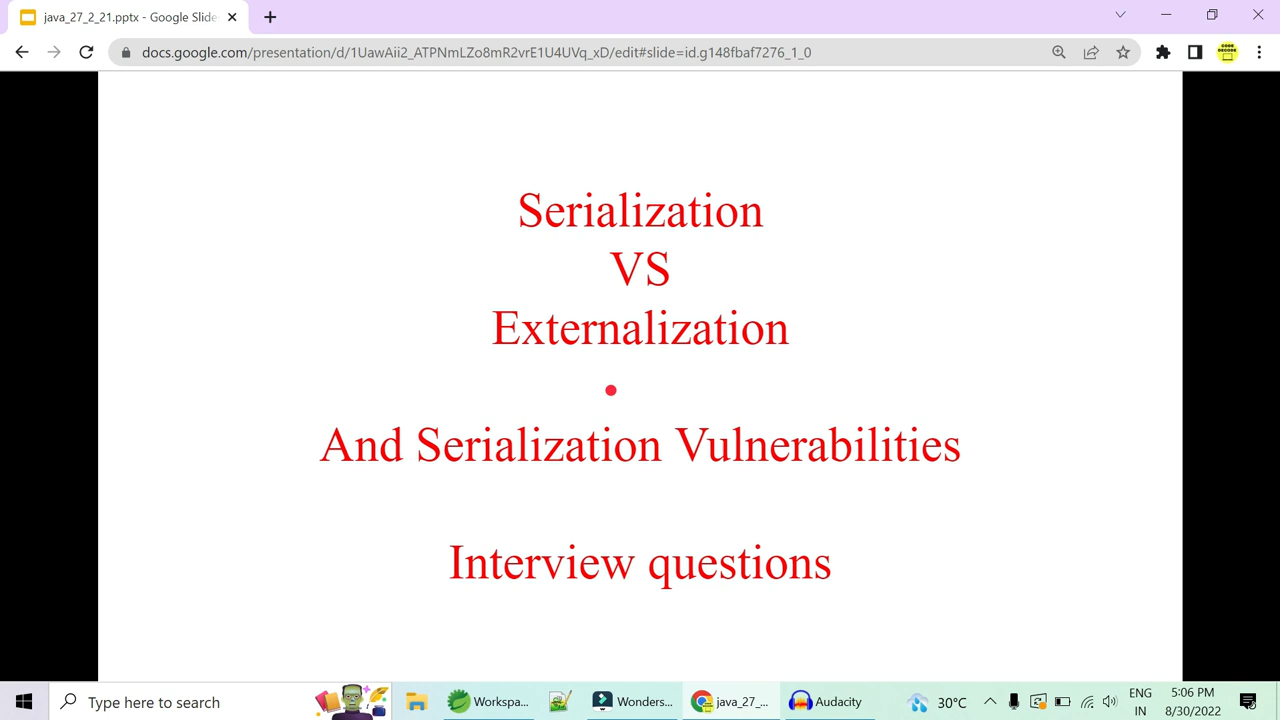 java_27_2_21.pptx - Google Slide
docs.google.com/presentation/d/1UawAii2_ATPNmLZo8mR2vrE1U4UVq_xD/edit#slide=id.g148fbaf7276_1_0
CODE
DECODE
Serialization
VS
Externalization
And Serialization Vulnerabilities
Interview questions
Type here to search
Workspa...
Wonders...
java_27_...
Audacity
30°C
ENG
IN
5:06 PM
8/30/2022